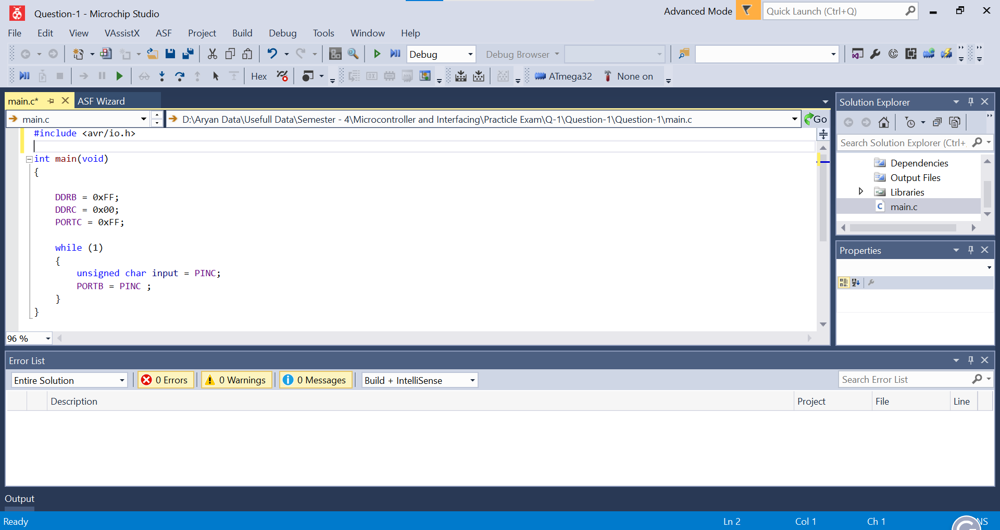 Question-1 - Microchip Studio
Advanced Mode
Quick Launch (Ctrl+Q)
File Edit View VAssistX ASF Project Build Debug Tools Window Help
Debug
Debug Browser
Hex
ATmega32
None on
main.c*
ASF Wizard
main.c
D:\Aryan Data\Usefull Data\Semester - 4\Microcontroller and Interfacing\Practicle Exam\Q-1\Question-1\Question-1\main.c
Go
#include <avr/io.h>
int main(void)
{
DDRB = 0xFF;
DDRC = 0x00;
PORTC = 0xFF;
while (1)
{
unsigned char input = PINC;
PORTB = PINC ;
}
}
96 %
Solution Explorer
Search Solution Explorer (Ctrl+
Dependencies
Output Files
Libraries
C main.c
Properties
Error List
Entire Solution
0 Errors
0 Warnings
0 Messages
Build + IntelliSense
Search Error List
Description
Project
File
Line
Output
Ready
Ln 2
Col 1
Ch 1
NS